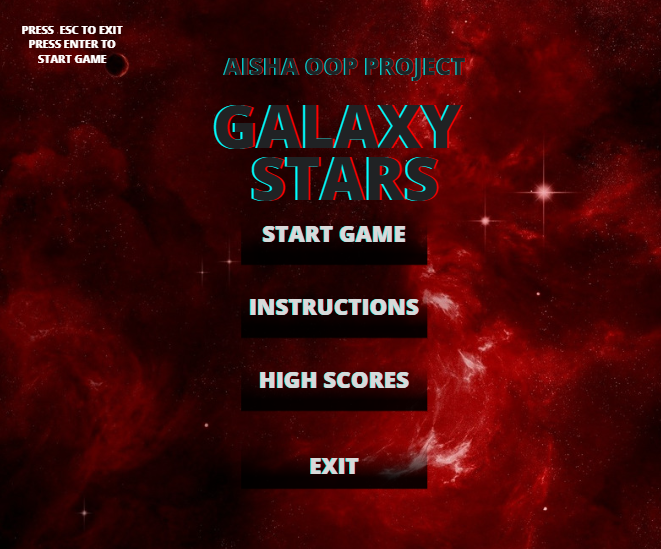 PRESS ESC TO EXIT
PRESS ENTER TO
START GAME
AISHA OOP PROJECT
GALAXY
STARS
START GAME
INSTRUCTIONS
HIGH SCORES
EXIT